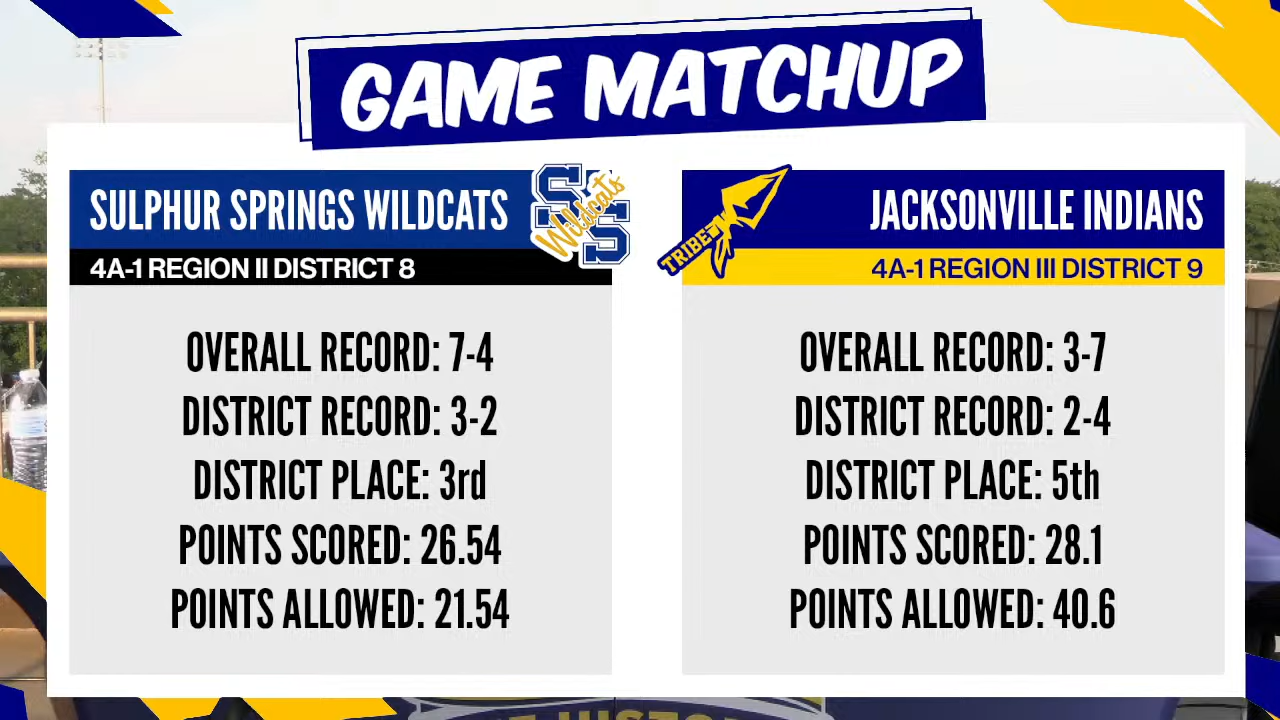 GAME MATCHUP
SULPHUR SPRINGS WILDCATS
SS
Wildcats
4A-1 REGION II DISTRICT 8
OVERALL RECORD: 7-4
DISTRICT RECORD: 3-2
DISTRICT PLACE: 3rd
POINTS SCORED: 26.54
POINTS ALLOWED: 21.54
JACKSONVILLE INDIANS
TRIBE
4A-1 REGION III DISTRICT 9
OVERALL RECORD: 3-7
DISTRICT RECORD: 2-4
DISTRICT PLACE: 5th
POINTS SCORED: 28.1
POINTS ALLOWED: 40.6